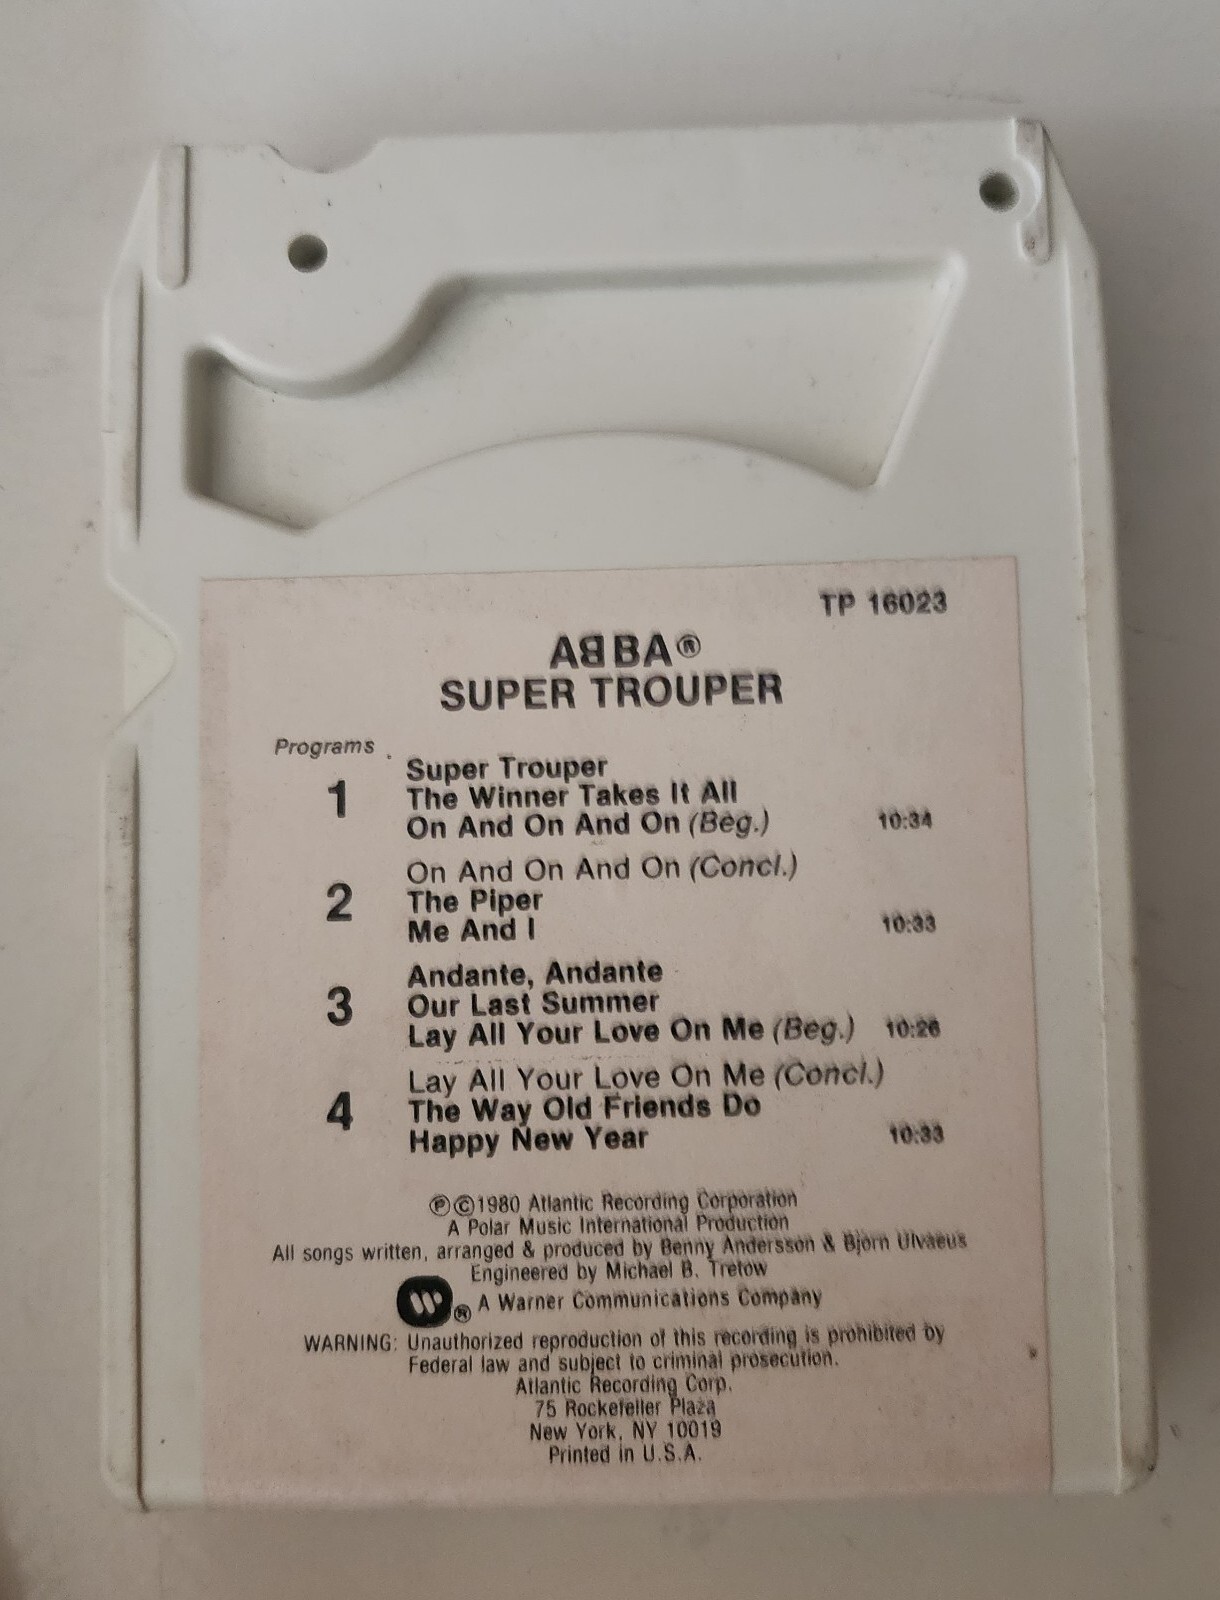 TP 16023
ABBA®
SUPER TROUPER
Programs
1
Super Trouper
The Winner Takes It All
On And On And On (Beg.) 10:34
2
On And On And On (Concl.)
The Piper
Me And I 10:33
3
Andante, Andante
Our Last Summer
Lay All Your Love On Me (Beg.) 10:26
4
Lay All Your Love On Me (Concl.)
The Way Old Friends Do
Happy New Year 10:33
℗©1980 Atlantic Recording Corporation
A Polar Music International Production
All songs written, arranged & produced by Benny Andersson & Björn Ulvaeus
Engineered by Michael B. Tretow
W® A Warner Communications Company
WARNING: Unauthorized reproduction of this recording is prohibited by
Federal law and subject to criminal prosecution.
Atlantic Recording Corp.
75 Rockefeller Plaza
New York, NY 10019
Printed in U.S.A.